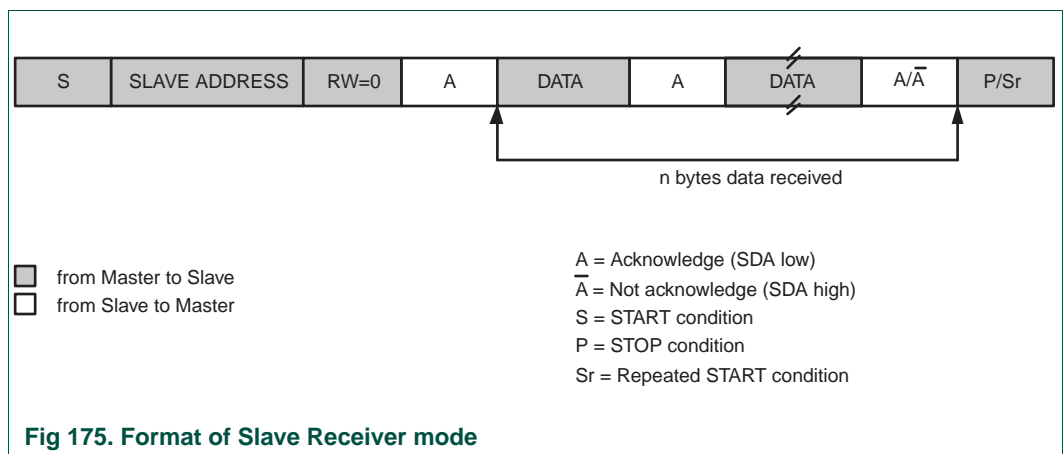 S SLAVE ADDRESS RW=0 A DATA A DATA A/A̅ P/Sr
n bytes data received
from Master to Slave
from Slave to Master
A = Acknowledge (SDA low)
A̅ = Not acknowledge (SDA high)
S = START condition
P = STOP condition
Sr = Repeated START condition
Fig 175. Format of Slave Receiver mode